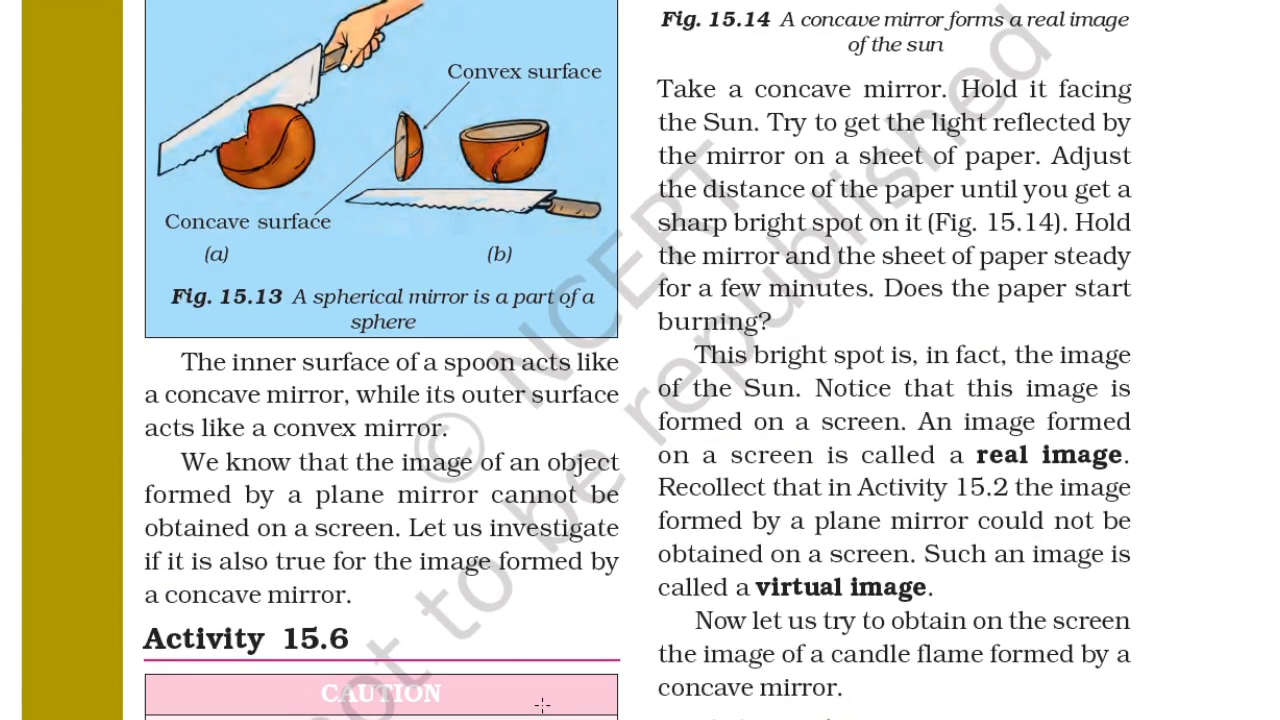 Convex surface
Concave surface
(a)
(b)
Fig. 15.13 A spherical mirror is a part of a
sphere
The inner surface of a spoon acts like
a concave mirror, while its outer surface
acts like a convex mirror.
We know that the image of an object
formed by a plane mirror cannot be
obtained on a screen. Let us investigate
if it is also true for the image formed by
a concave mirror.
Activity 15.6
CAUTION
Fig. 15.14 A concave mirror forms a real image
of the sun
Take a concave mirror. Hold it facing
the Sun. Try to get the light reflected by
the mirror on a sheet of paper. Adjust
the distance of the paper until you get a
sharp bright spot on it (Fig. 15.14). Hold
the mirror and the sheet of paper steady
for a few minutes. Does the paper start
burning?
This bright spot is, in fact, the image
of the Sun. Notice that this image is
formed on a screen. An image formed
on a screen is called a real image.
Recollect that in Activity 15.2 the image
formed by a plane mirror could not be
obtained on a screen. Such an image is
called a virtual image.
Now let us try to obtain on the screen
the image of a candle flame formed by a
concave mirror.
© NCERT
not to be republished